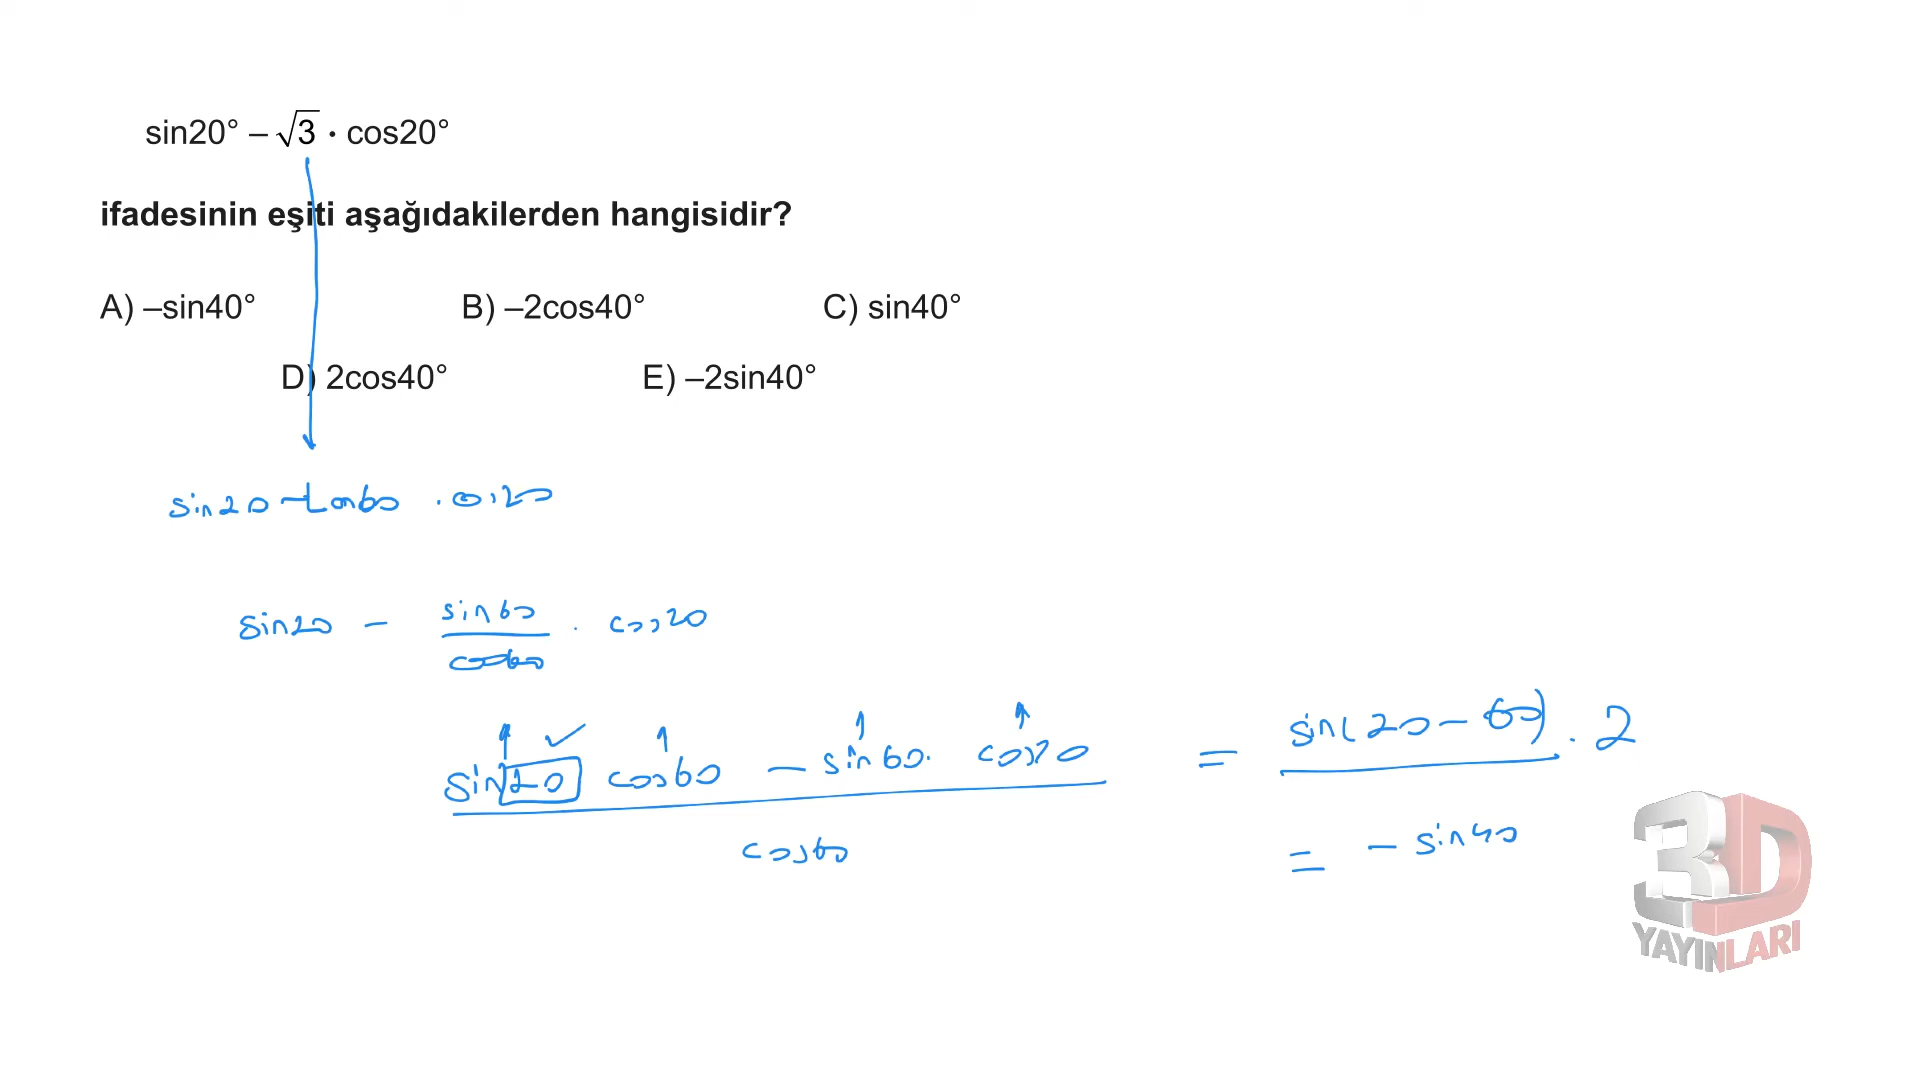 sin20° – √3 · cos20°
ifadesinin eşiti aşağıdakilerden hangisidir?
A) –sin40° B) –2cos40° C) sin40°
D) 2cos40° E) –2sin40°
sin20 – tan60 . cos20
sin20 – sin60/cos60 . cos20
sin20 cos60 – sin60. cos20 / cos60 = sin(20–60) . 2
= – sin40
3D
YAYINLARI